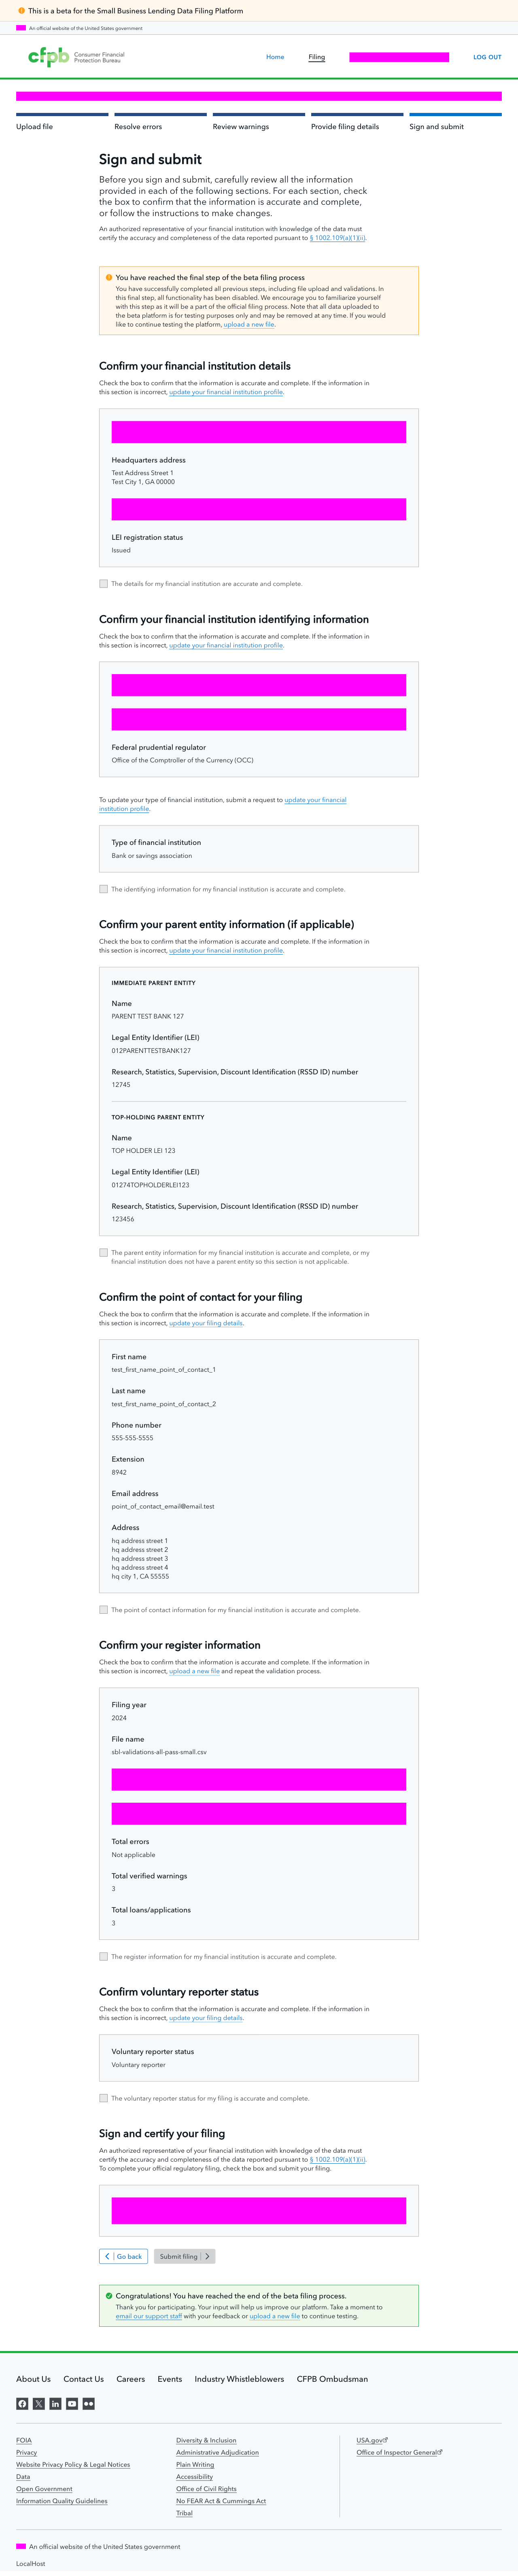 This is a beta for the Small Business Lending Data Filing Platform
An official website of the United States government
cfpb Consumer Financial
Protection Bureau
Home
Filing
LOG OUT
Upload file
Resolve errors
Review warnings
Provide filing details
Sign and submit
Sign and submit
Before you sign and submit, carefully review all the information
provided in each of the following sections. For each section, check
the box to confirm that the information is accurate and complete,
or follow the instructions to make changes.
An authorized representative of your financial institution with knowledge of the data must
certify the accuracy and completeness of the data reported pursuant to § 1002.109(a)(1)(ii).
You have reached the final step of the beta filing process
You have successfully completed all previous steps, including file upload and validations. In
this final step, all functionality has been disabled. We encourage you to familiarize yourself
with this step as it will be a part of the official filing process. Note that all data uploaded to
the beta platform is for testing purposes only and may be removed at any time. If you would
like to continue testing the platform, upload a new file.
Confirm your financial institution details
Check the box to confirm that the information is accurate and complete. If the information in
this section is incorrect, update your financial institution profile.
Headquarters address
Test Address Street 1
Test City 1, GA 00000
LEI registration status
Issued
The details for my financial institution are accurate and complete.
Confirm your financial institution identifying information
Check the box to confirm that the information is accurate and complete. If the information in
this section is incorrect, update your financial institution profile.
Federal prudential regulator
Office of the Comptroller of the Currency (OCC)
To update your type of financial institution, submit a request to update your financial
institution profile.
Type of financial institution
Bank or savings association
The identifying information for my financial institution is accurate and complete.
Confirm your parent entity information (if applicable)
Check the box to confirm that the information is accurate and complete. If the information in
this section is incorrect, update your financial institution profile.
IMMEDIATE PARENT ENTITY
Name
PARENT TEST BANK 127
Legal Entity Identifier (LEI)
012PARENTTESTBANK127
Research, Statistics, Supervision, Discount Identification (RSSD ID) number
12745
TOP-HOLDING PARENT ENTITY
Name
TOP HOLDER LEI 123
Legal Entity Identifier (LEI)
01274TOPHOLDERLEI123
Research, Statistics, Supervision, Discount Identification (RSSD ID) number
123456
The parent entity information for my financial institution is accurate and complete, or my
financial institution does not have a parent entity so this section is not applicable.
Confirm the point of contact for your filing
Check the box to confirm that the information is accurate and complete. If the information in
this section is incorrect, update your filing details.
First name
test_first_name_point_of_contact_1
Last name
test_first_name_point_of_contact_2
Phone number
555-555-5555
Extension
8942
Email address
point_of_contact_email@email.test
Address
hq address street 1
hq address street 2
hq address street 3
hq address street 4
hq city 1, CA 55555
The point of contact information for my financial institution is accurate and complete.
Confirm your register information
Check the box to confirm that the information is accurate and complete. If the information in
this section is incorrect, upload a new file and repeat the validation process.
Filing year
2024
File name
sbl-validations-all-pass-small.csv
Total errors
Not applicable
Total verified warnings
3
Total loans/applications
3
The register information for my financial institution is accurate and complete.
Confirm voluntary reporter status
Check the box to confirm that the information is accurate and complete. If the information in
this section is incorrect, update your filing details.
Voluntary reporter status
Voluntary reporter
The voluntary reporter status for my filing is accurate and complete.
Sign and certify your filing
An authorized representative of your financial institution with knowledge of the data must
certify the accuracy and completeness of the data reported pursuant to § 1002.109(a)(1)(ii).
To complete your official regulatory filing, check the box and submit your filing.
Go back
Submit filing
Congratulations! You have reached the end of the beta filing process.
Thank you for participating. Your input will help us improve our platform. Take a moment to
email our support staff with your feedback or upload a new file to continue testing.
About Us
Contact Us
Careers
Events
Industry Whistleblowers
CFPB Ombudsman
FOIA
Privacy
Website Privacy Policy & Legal Notices
Data
Open Government
Information Quality Guidelines
Diversity & Inclusion
Administrative Adjudication
Plain Writing
Accessibility
Office of Civil Rights
No FEAR Act & Cummings Act
Tribal
USA.gov
Office of Inspector General
An official website of the United States government
LocalHost